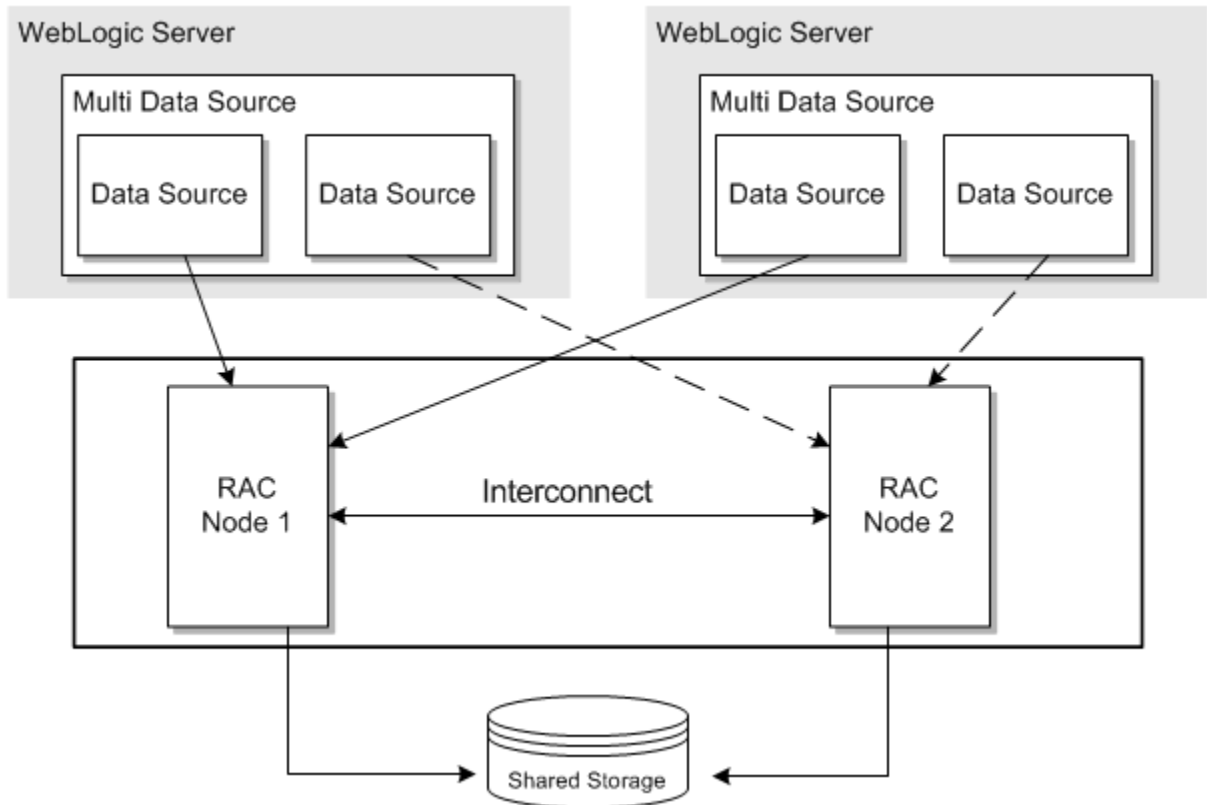 WebLogic Server
Multi Data Source
Data Source
Data Source
WebLogic Server
Multi Data Source
Data Source
Data Source
RAC
Node 1
Interconnect
RAC
Node 2
Shared Storage